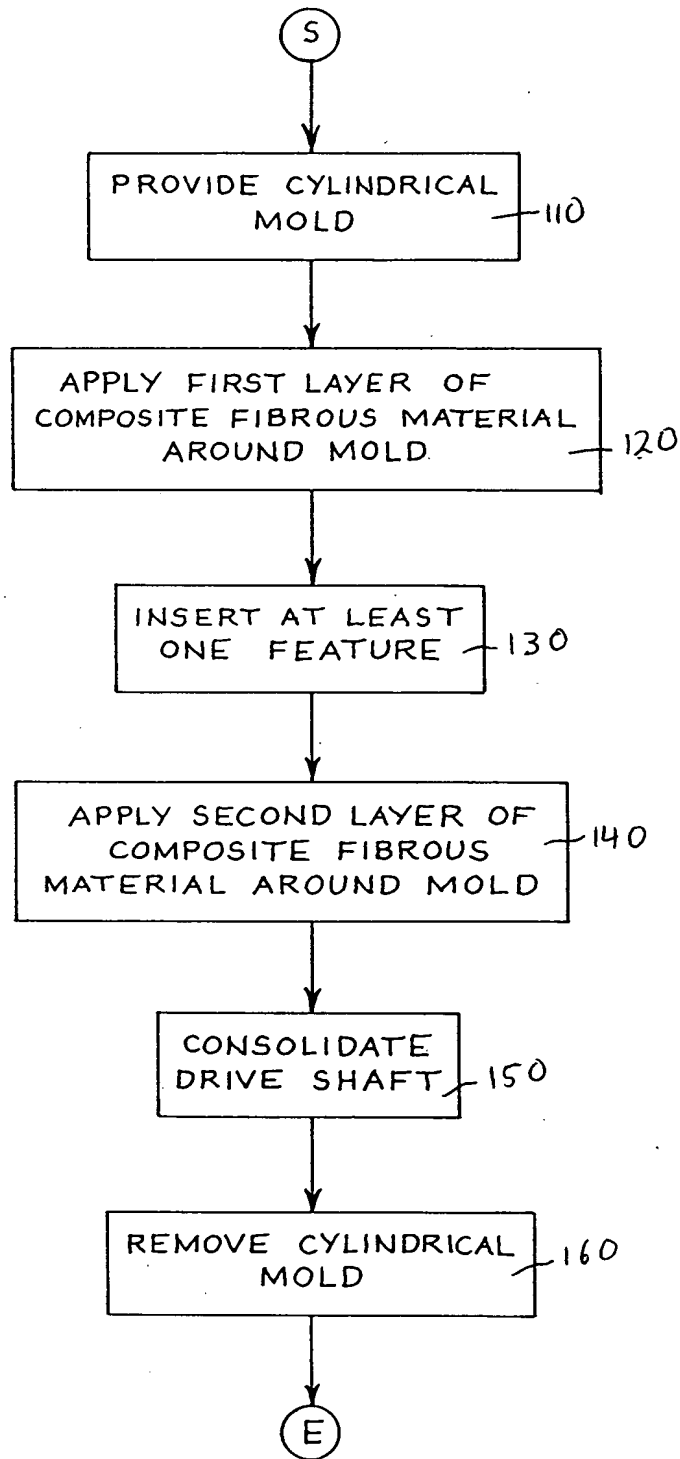 S
PROVIDE CYLINDRICAL
MOLD
110
APPLY FIRST LAYER OF
COMPOSITE FIBROUS MATERIAL
AROUND MOLD
120
INSERT AT LEAST
ONE FEATURE
130
APPLY SECOND LAYER OF
COMPOSITE FIBROUS
MATERIAL AROUND MOLD
140
CONSOLIDATE
DRIVE SHAFT
150
REMOVE CYLINDRICAL
MOLD
160
E